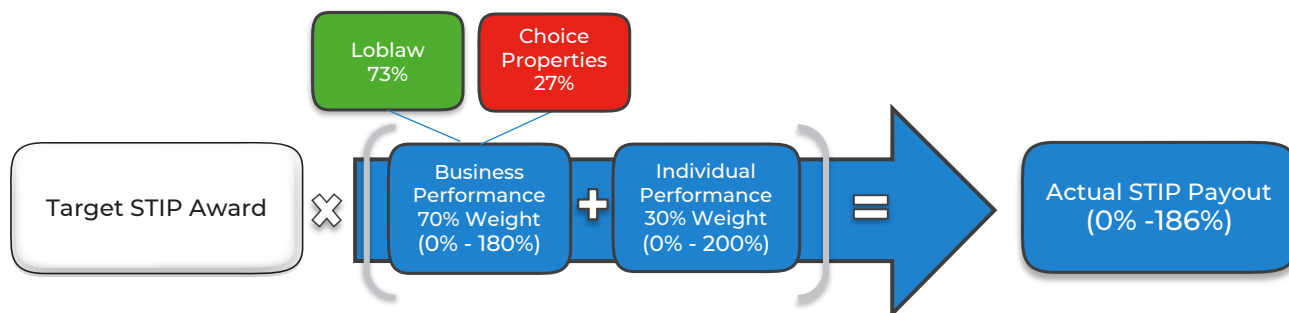 Loblaw
73%
Choice
Properties
27%
Target STIP Award
×
(
Business
Performance
70% Weight
(0% - 180%)
+
Individual
Performance
30% Weight
(0% - 200%)
)
=
Actual STIP Payout
(0% -186%)